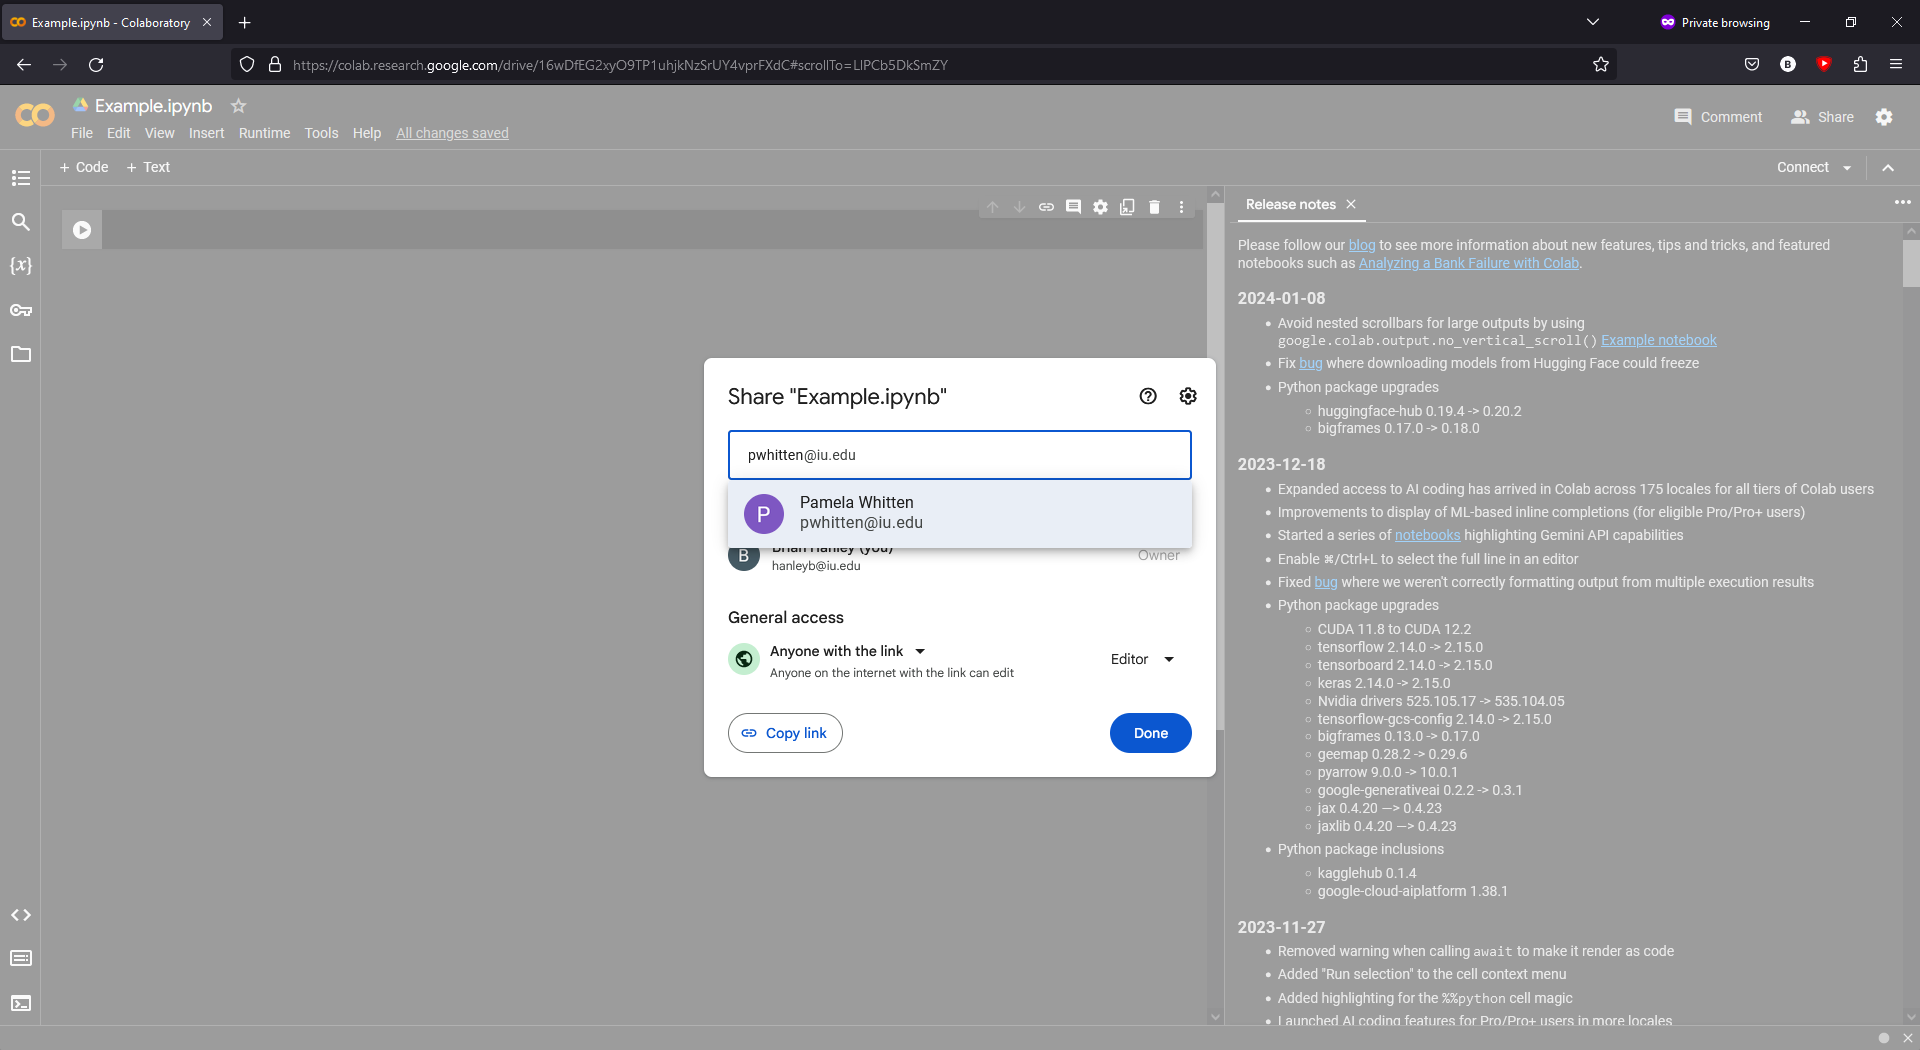 Example.ipynb - Colaboratory
Private browsing
https://colab.research.google.com/drive/16wDfEG2xyO9TP1uhjkNzSrUY4vprFXdC#scrollTo=LlPCb5DkSmZY
B
Example.ipynb
File Edit View Insert Runtime Tools Help All changes saved
Comment Share
+ Code + Text
Connect
{x}
Share "Example.ipynb"
pwhitten@iu.edu
P
Pamela Whitten
pwhitten@iu.edu
B
Brian Hanley (you)
hanleyb@iu.edu
Owner
General access
Anyone with the link
Anyone on the internet with the link can edit
Editor
Copy link
Done
Release notes
Please follow our blog to see more information about new features, tips and tricks, and featured
notebooks such as Analyzing a Bank Failure with Colab.
2024-01-08
Avoid nested scrollbars for large outputs by using
google.colab.output.no_vertical_scroll() Example notebook
Fix bug where downloading models from Hugging Face could freeze
Python package upgrades
huggingface-hub 0.19.4 -> 0.20.2
bigframes 0.17.0 -> 0.18.0
2023-12-18
Expanded access to AI coding has arrived in Colab across 175 locales for all tiers of Colab users
Improvements to display of ML-based inline completions (for eligible Pro/Pro+ users)
Started a series of notebooks highlighting Gemini API capabilities
Enable ⌘/Ctrl+L to select the full line in an editor
Fixed bug where we weren't correctly formatting output from multiple execution results
Python package upgrades
CUDA 11.8 to CUDA 12.2
tensorflow 2.14.0 -> 2.15.0
tensorboard 2.14.0 -> 2.15.0
keras 2.14.0 -> 2.15.0
Nvidia drivers 525.105.17 -> 535.104.05
tensorflow-gcs-config 2.14.0 -> 2.15.0
bigframes 0.13.0 -> 0.17.0
geemap 0.28.2 -> 0.29.6
pyarrow 9.0.0 -> 10.0.1
google-generativeai 0.2.2 -> 0.3.1
jax 0.4.20 —> 0.4.23
jaxlib 0.4.20 —> 0.4.23
Python package inclusions
kagglehub 0.1.4
google-cloud-aiplatform 1.38.1
2023-11-27
Removed warning when calling await to make it render as code
Added "Run selection" to the cell context menu
Added highlighting for the %%python cell magic
Launched AI coding features for Pro/Pro+ users in more locales